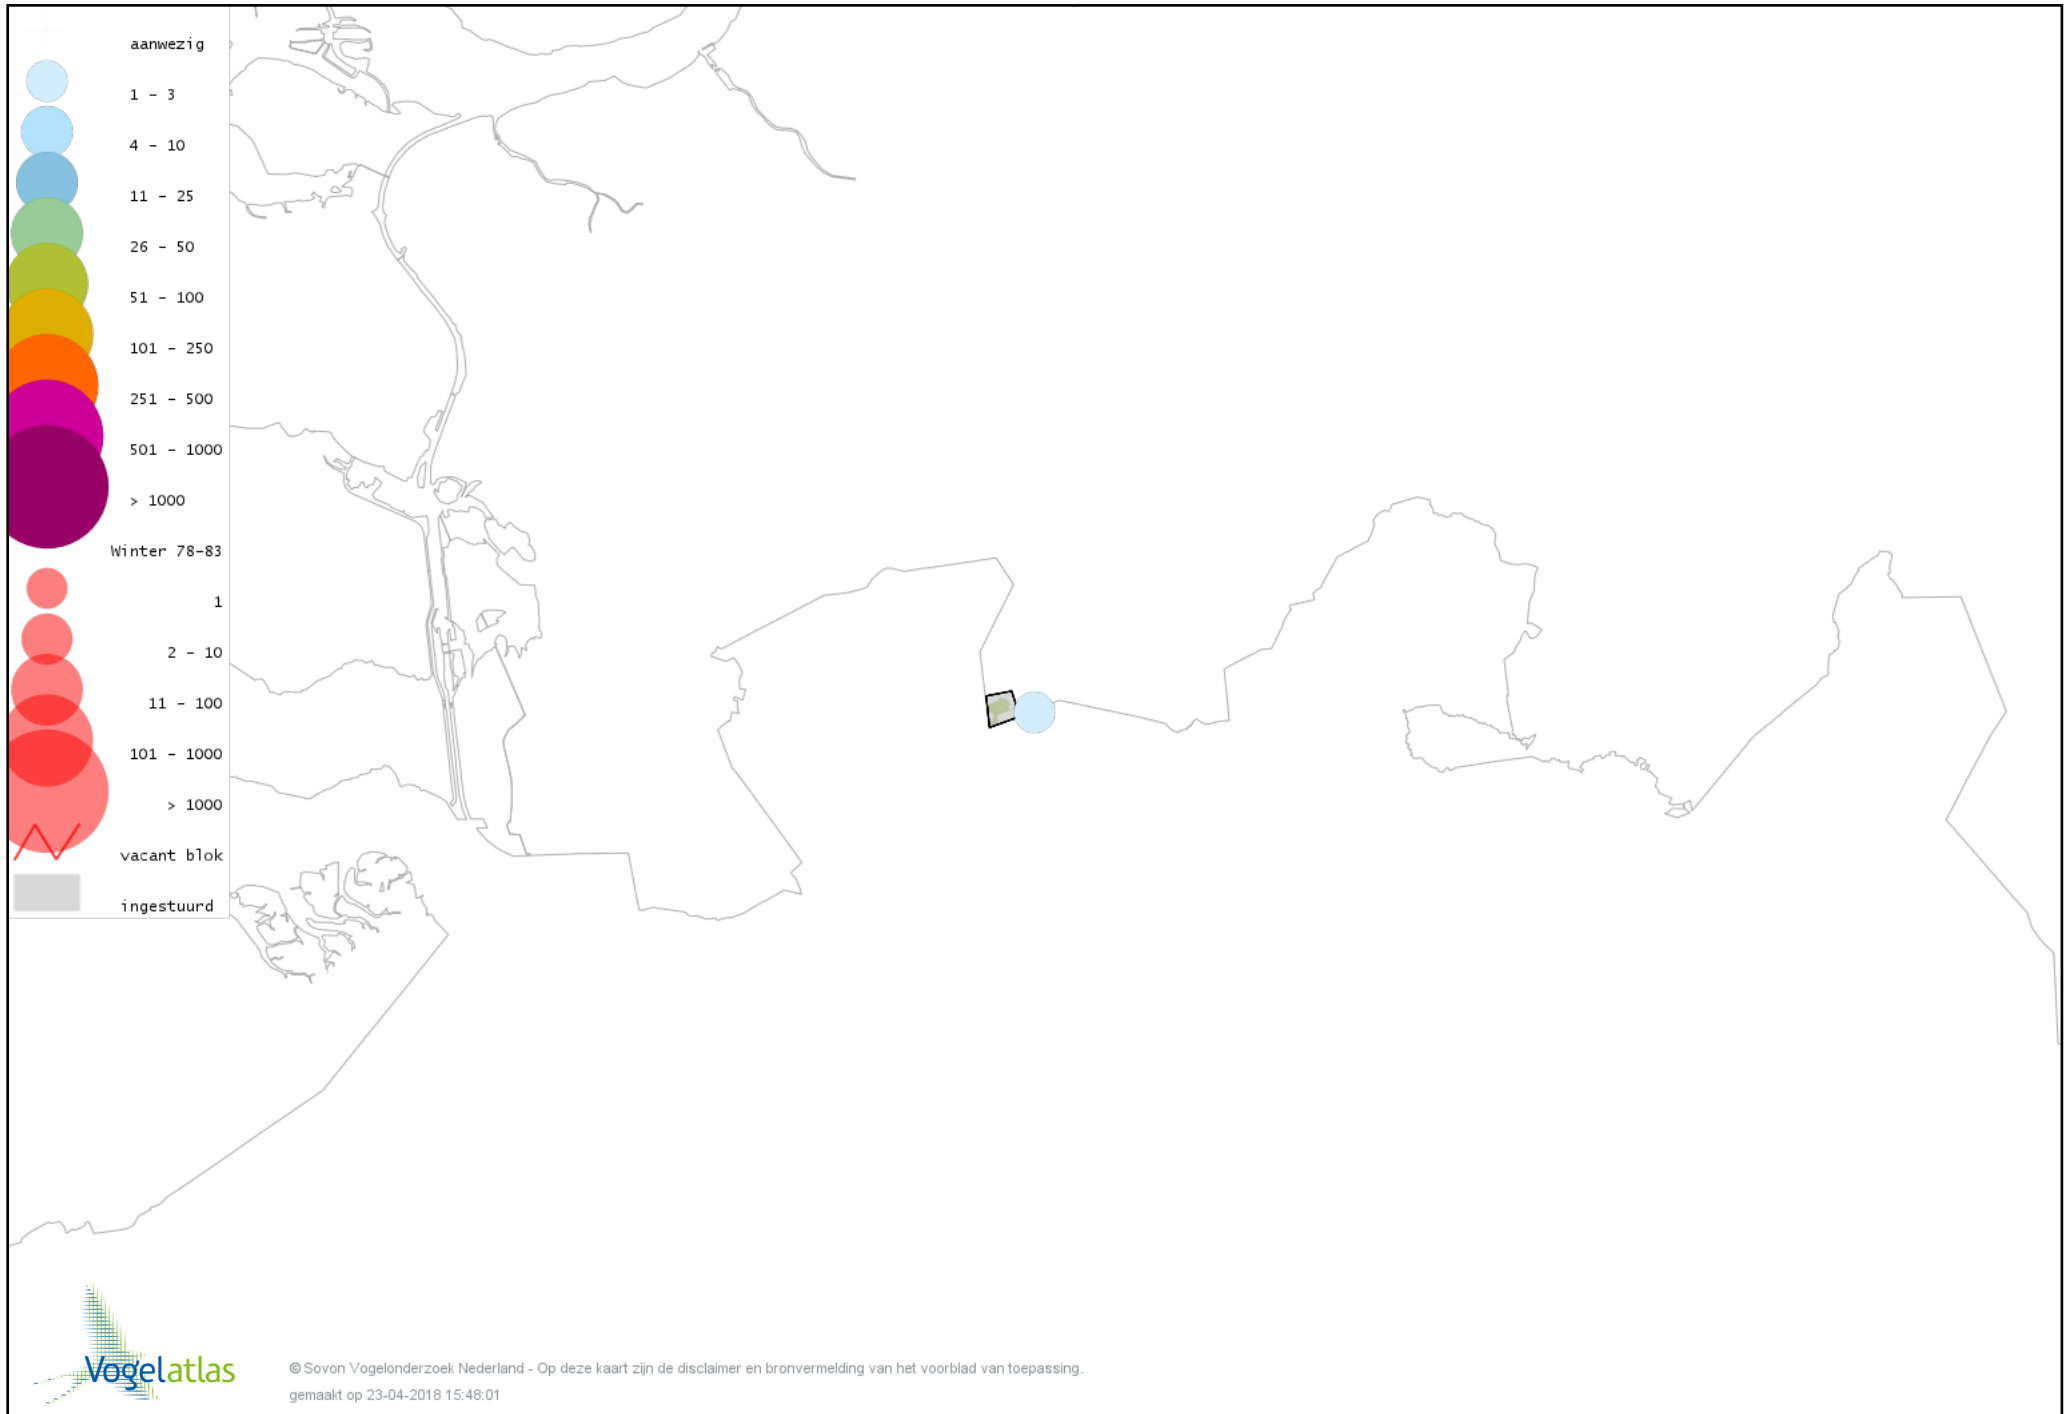 aanwezig
1 - 3
4 - 10
11 - 25
26 - 50
51 - 100
101 - 250
251 - 500
501 - 1000
> 1000
Winter 78-83
1
2 - 10
11 - 100
101 - 1000
> 1000
vacant blok
ingestuurd
Vogelatlas
© Sovon Vogelonderzoek Nederland - Op deze kaart zijn de disclaimer en bronvermelding van het voorblad van toepassing.
gemaakt op 23-04-2018 15:48:01